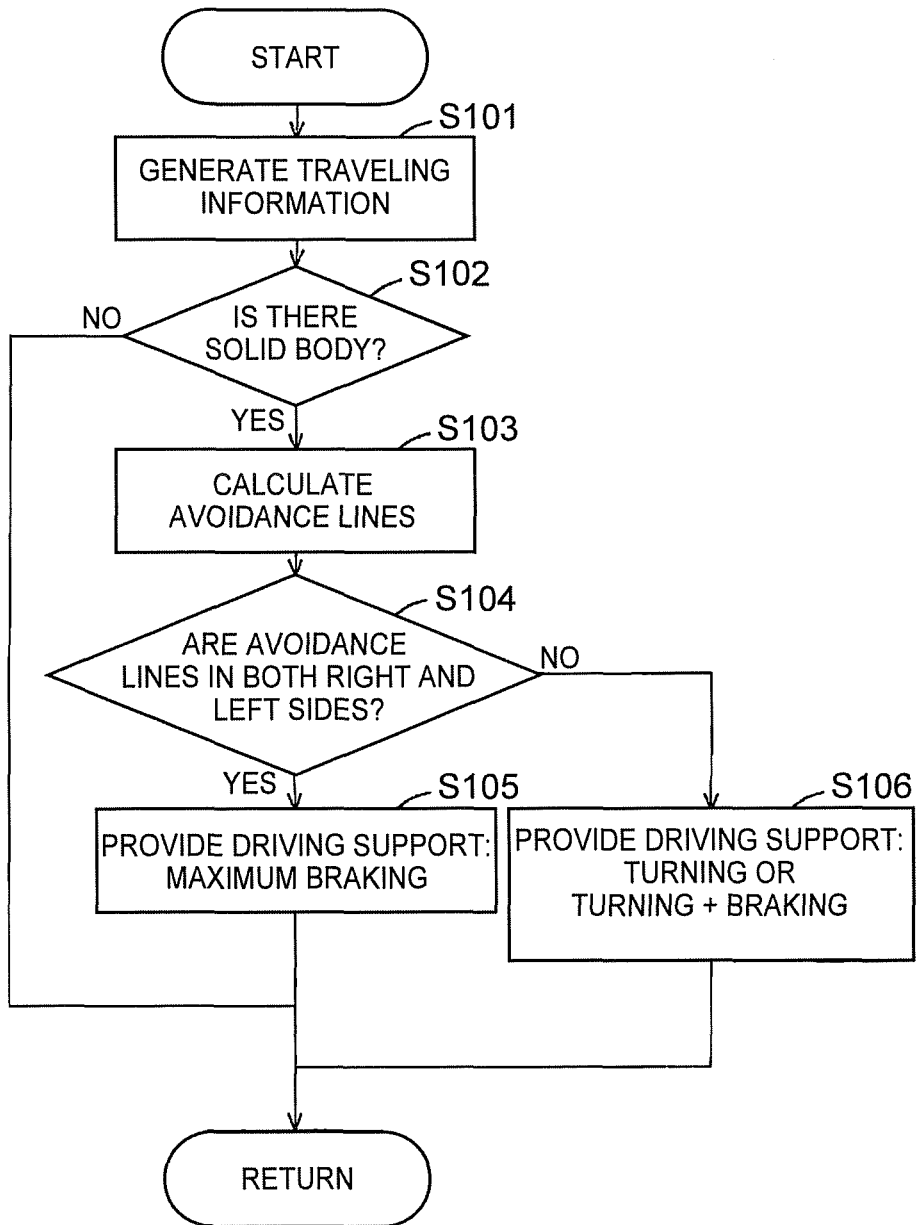 START
S101
GENERATE TRAVELING
INFORMATION
S102
NO
IS THERE
SOLID BODY?
YES
S103
CALCULATE
AVOIDANCE LINES
S104
ARE AVOIDANCE
LINES IN BOTH RIGHT AND
LEFT SIDES?
NO
YES
S105
PROVIDE DRIVING SUPPORT:
MAXIMUM BRAKING
S106
PROVIDE DRIVING SUPPORT:
TURNING OR
TURNING + BRAKING
RETURN